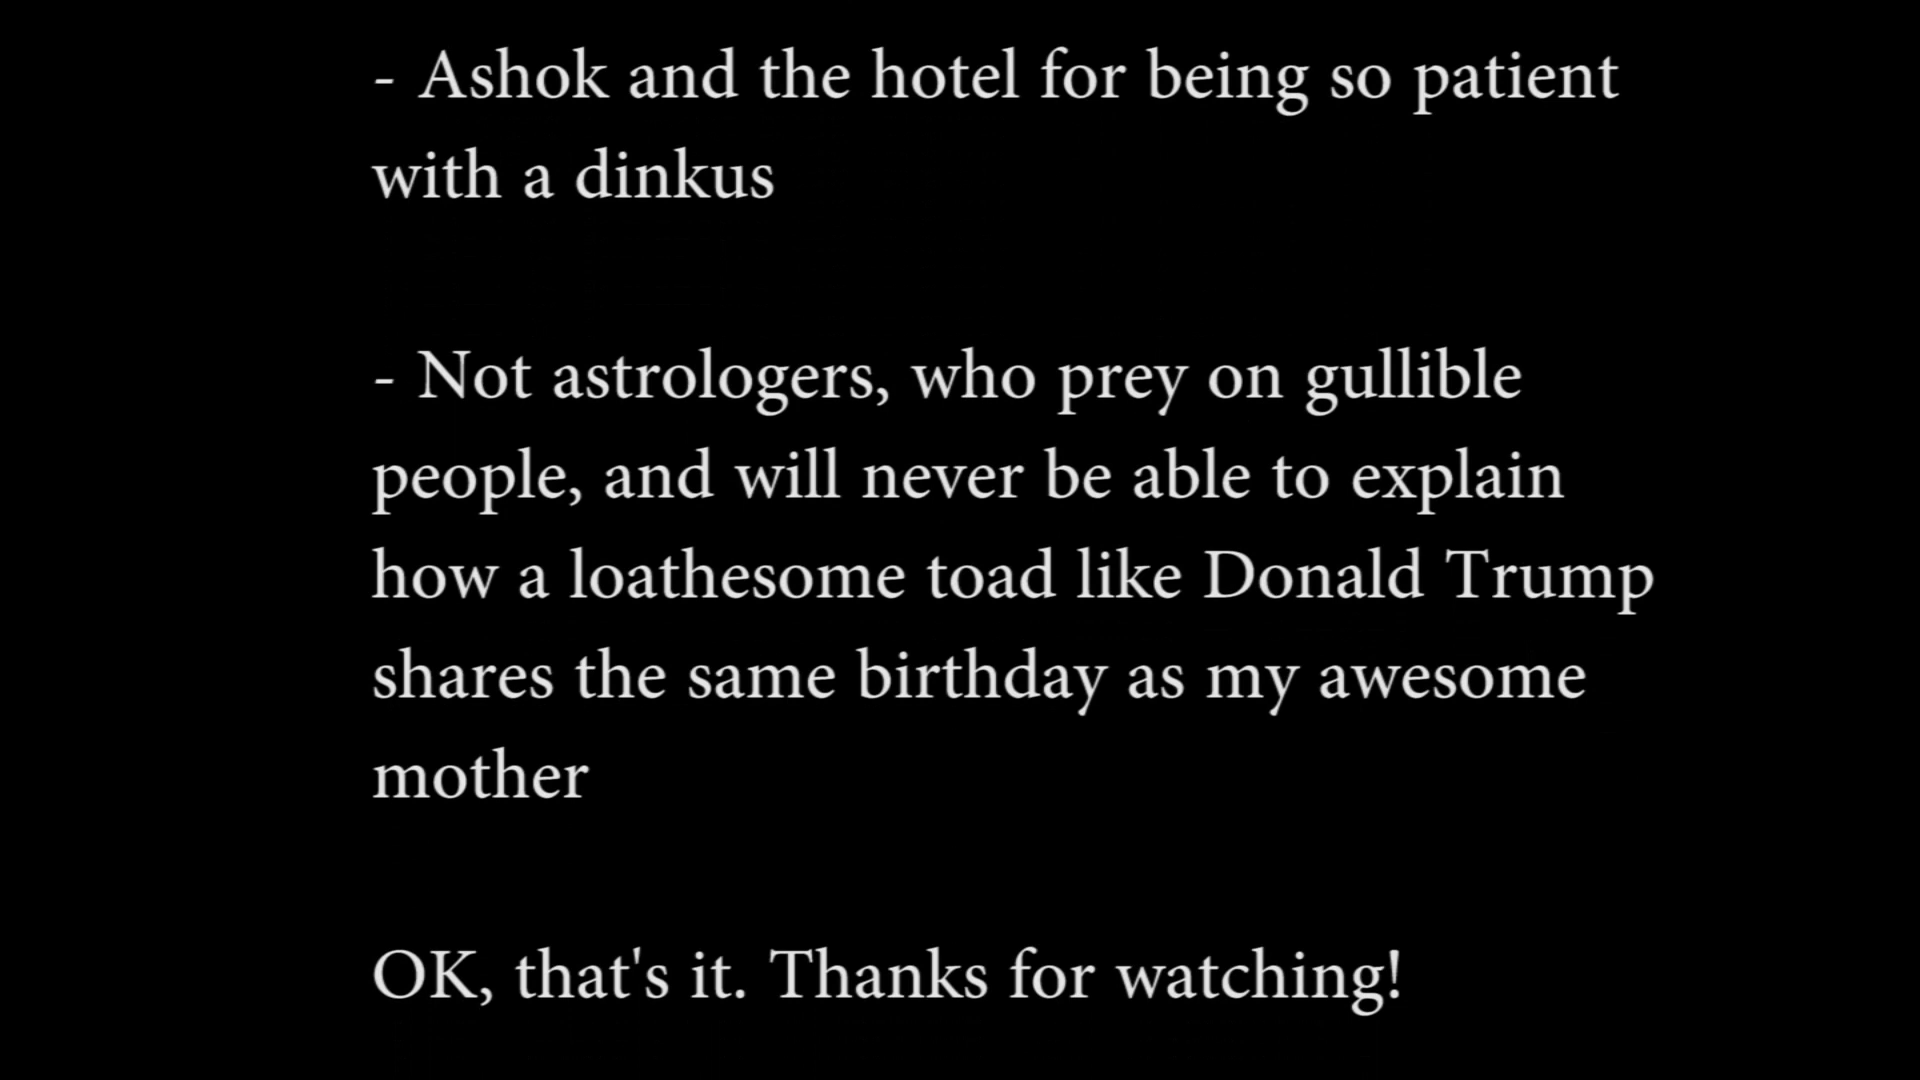 - Ashok and the hotel for being so patient
with a dinkus
- Not astrologers, who prey on gullible
people, and will never be able to explain
how a loathesome toad like Donald Trump
shares the same birthday as my awesome
mother
OK, that's it. Thanks for watching!